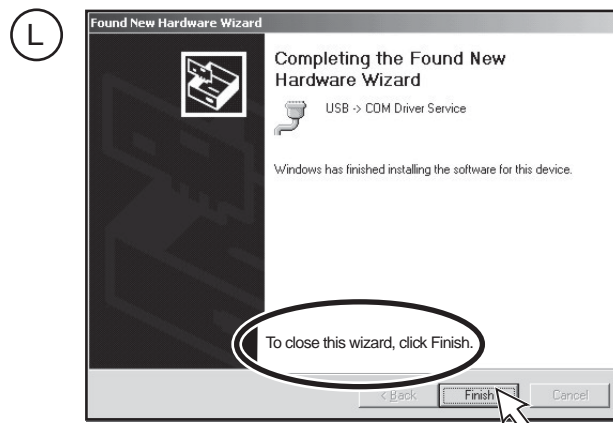 L
Found New Hardware Wizard
Completing the Found New
Hardware Wizard
USB -> COM Driver Service
Windows has finished installing the software for this device.
To close this wizard, click Finish.
< Back Finish Cancel